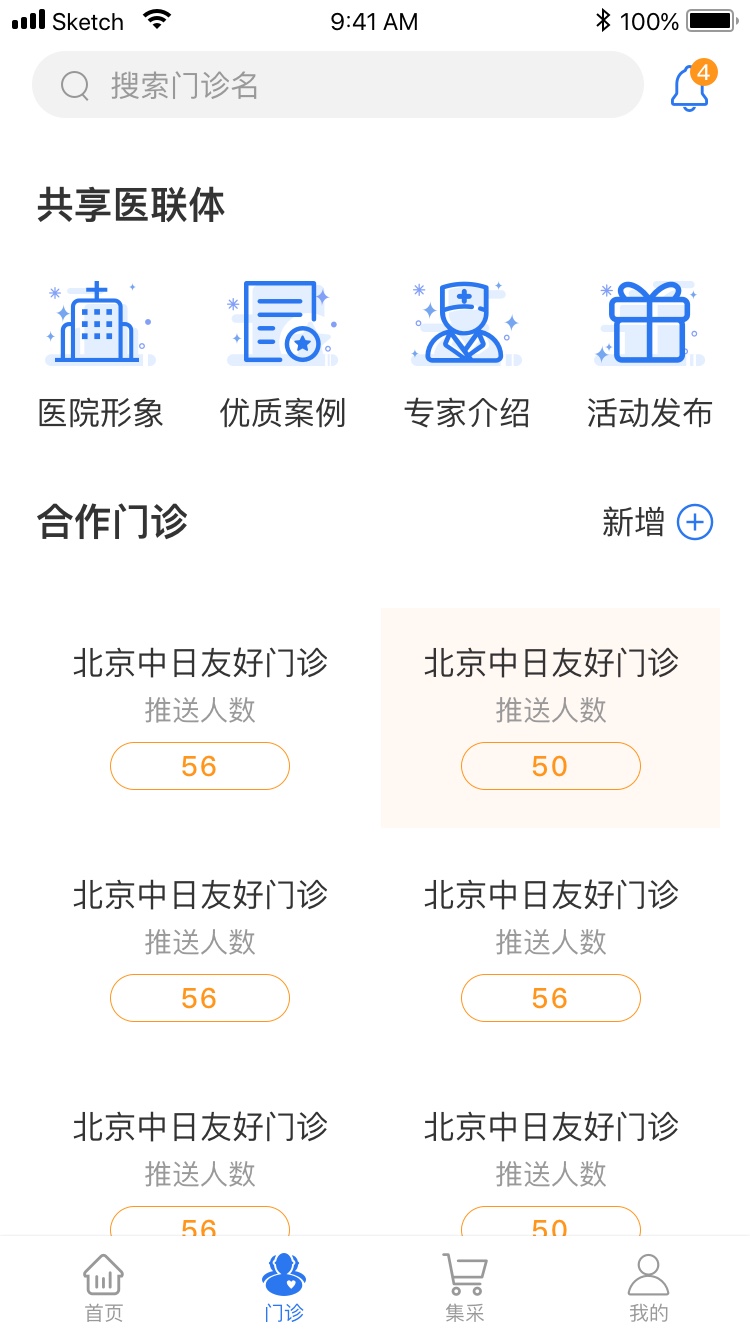 Sketch 9:41 AM 100%
搜索门诊名 4
共享医联体
医院形象 优质案例 专家介绍 活动发布
合作门诊 新增
北京中日友好门诊 北京中日友好门诊
推送人数 推送人数
56 50
北京中日友好门诊 北京中日友好门诊
推送人数 推送人数
56 56
北京中日友好门诊 北京中日友好门诊
推送人数 推送人数
56 50
首页 门诊 集采 我的